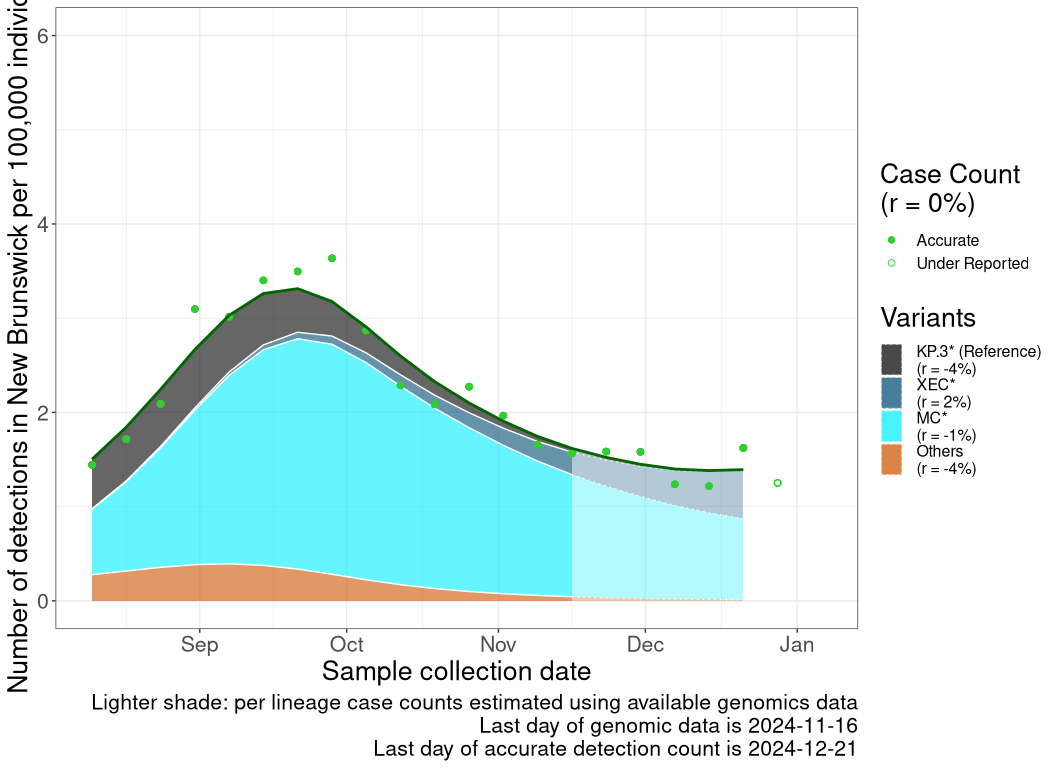 Number of detections in New Brunswick per 100,000
6
4
2
0
Sep Oct Nov Dec Jan
Sample collection date
Lighter shade: per lineage case counts estimated using available genomics data
Last day of genomic data is 2024-11-16
Last day of accurate detection count is 2024-12-21
Case Count
(r = 0%)
Accurate
Under Reported
Variants
KP.3* (Reference)
(r = -4%)
XEC*
(r = 2%)
MC*
(r = -1%)
Others
(r = -4%)